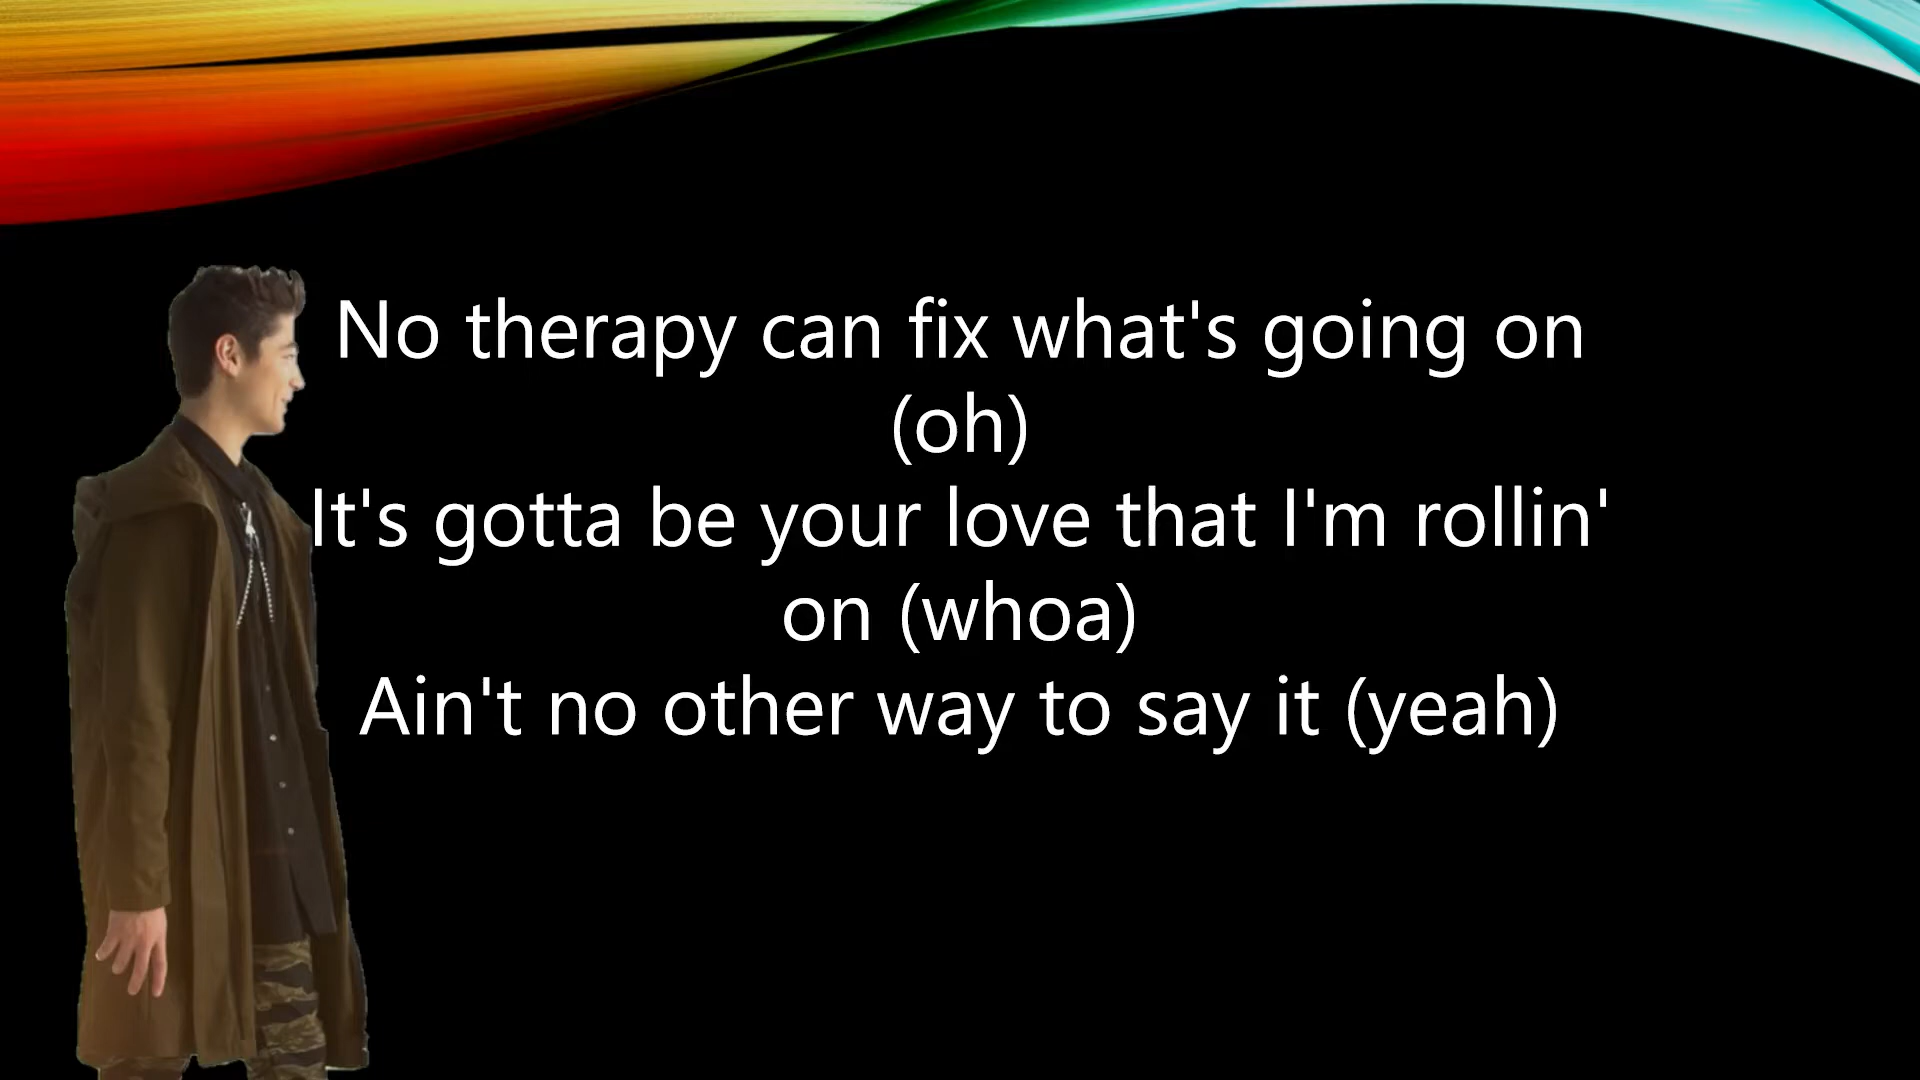 No therapy can fix what's going on
(oh)
It's gotta be your love that I'm rollin'
on (whoa)
Ain't no other way to say it (yeah)